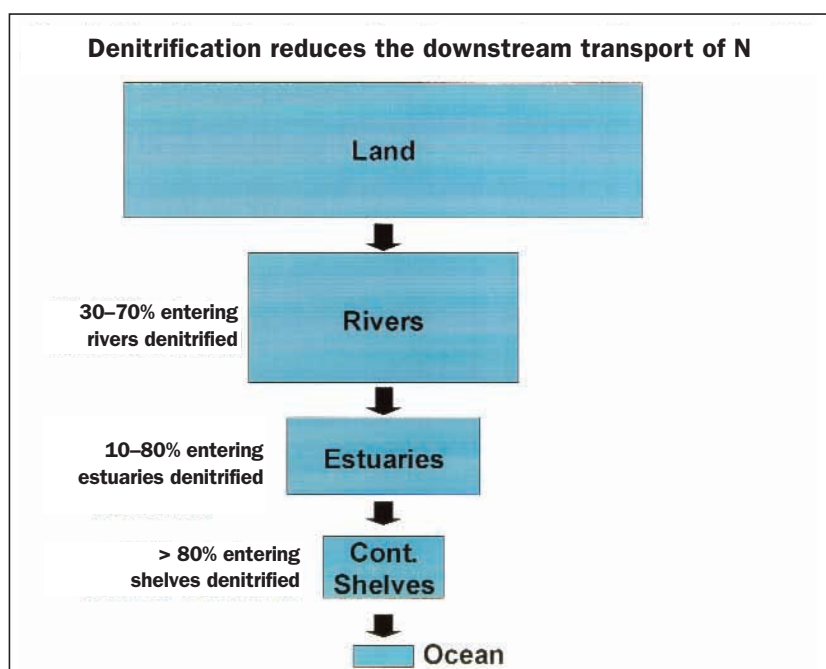 Denitrification reduces the downstream transport of N
Land
30–70% entering
rivers denitrified
Rivers
10–80% entering
estuaries denitrified
Estuaries
> 80% entering
shelves denitrified
Cont.
Shelves
Ocean